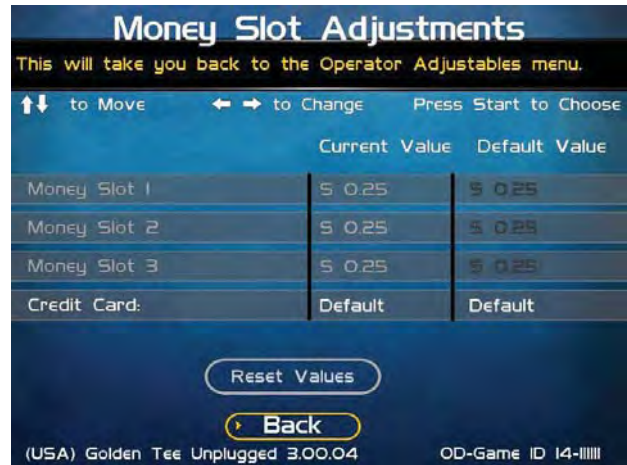 Money Slot Adjustments
This will take you back to the Operator Adjustables menu.
to Move to Change Press Start to Choose
Current Value Default Value
Money Slot 1 $ 0.25 $ 0.25
Money Slot 2 $ 0.25 $ 0.25
Money Slot 3 $ 0.25 $ 0.25
Credit Card: Default Default
Reset Values
Back
(USA) Golden Tee Unplugged 3.00.04 OD-Game ID 14-111111